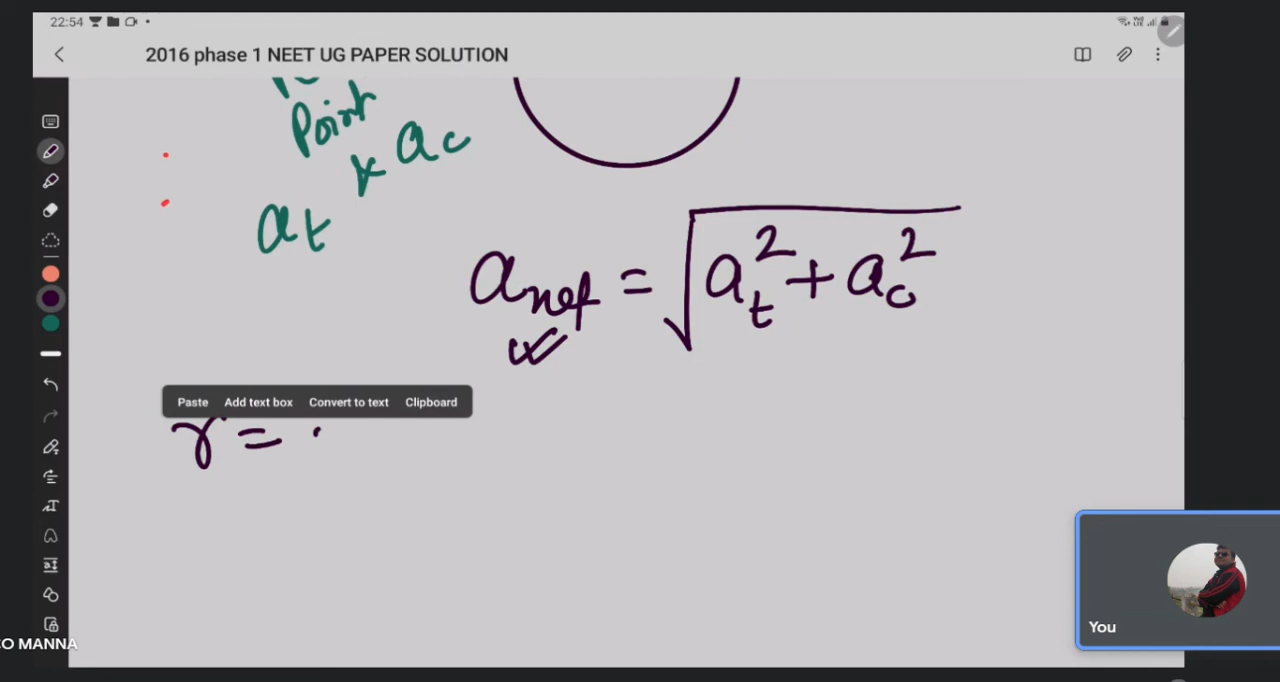 22:54
2016 phase 1 NEET UG PAPER SOLUTION
Point
* ac
at
anet = √(at² + ac²)
Paste Add text box Convert to text Clipboard
r =
You
CO MANNA